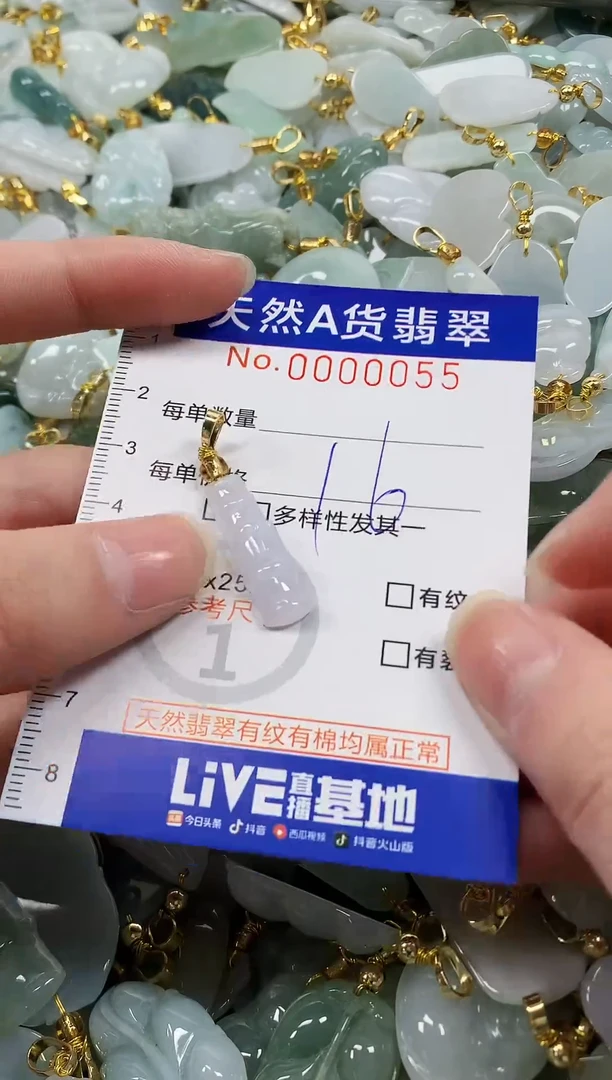 天然A货翡翠
1
No.0000055
2
每单数量
3
每单价格
16
4
多样性发其一
x25
有纹
参考尺
1
有裂
7
天然翡翠有纹有棉均属正常
8
LiVE直播基地
今日头条 抖音 西瓜视频 抖音火山版